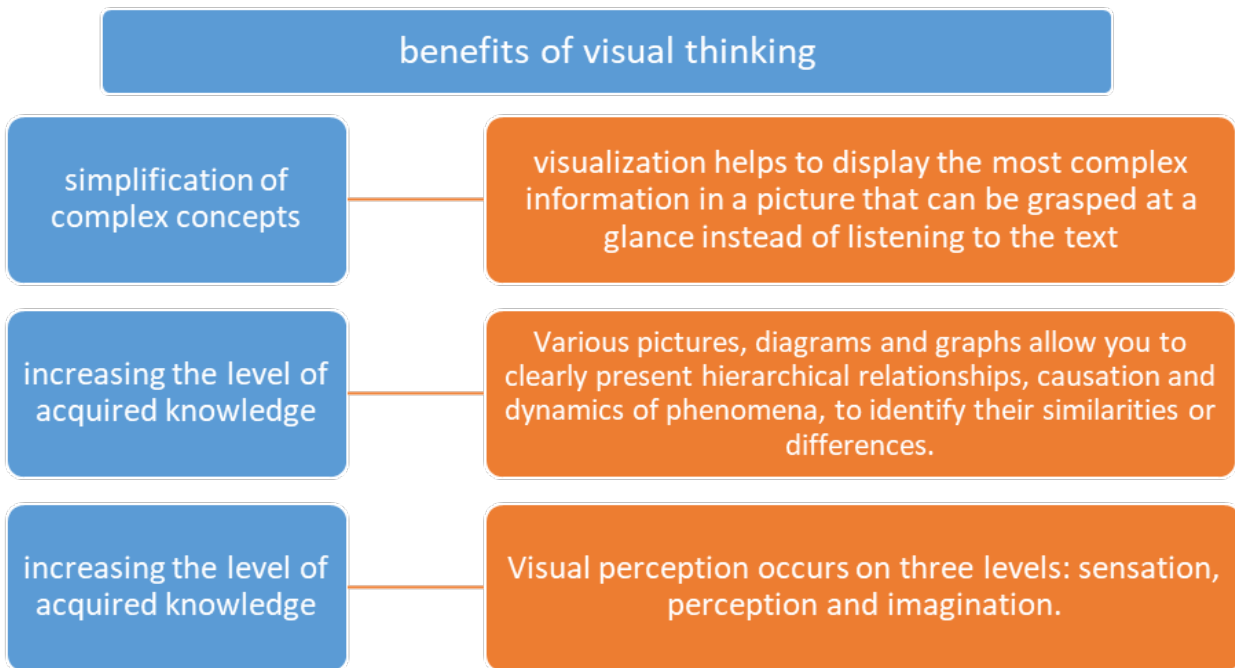 benefits of visual thinking
simplification of
complex concepts
visualization helps to display the most complex
information in a picture that can be grasped at a
glance instead of listening to the text
increasing the level of
acquired knowledge
Various pictures, diagrams and graphs allow you to
clearly present hierarchical relationships, causation and
dynamics of phenomena, to identify their similarities or
differences.
increasing the level of
acquired knowledge
Visual perception occurs on three levels: sensation,
perception and imagination.